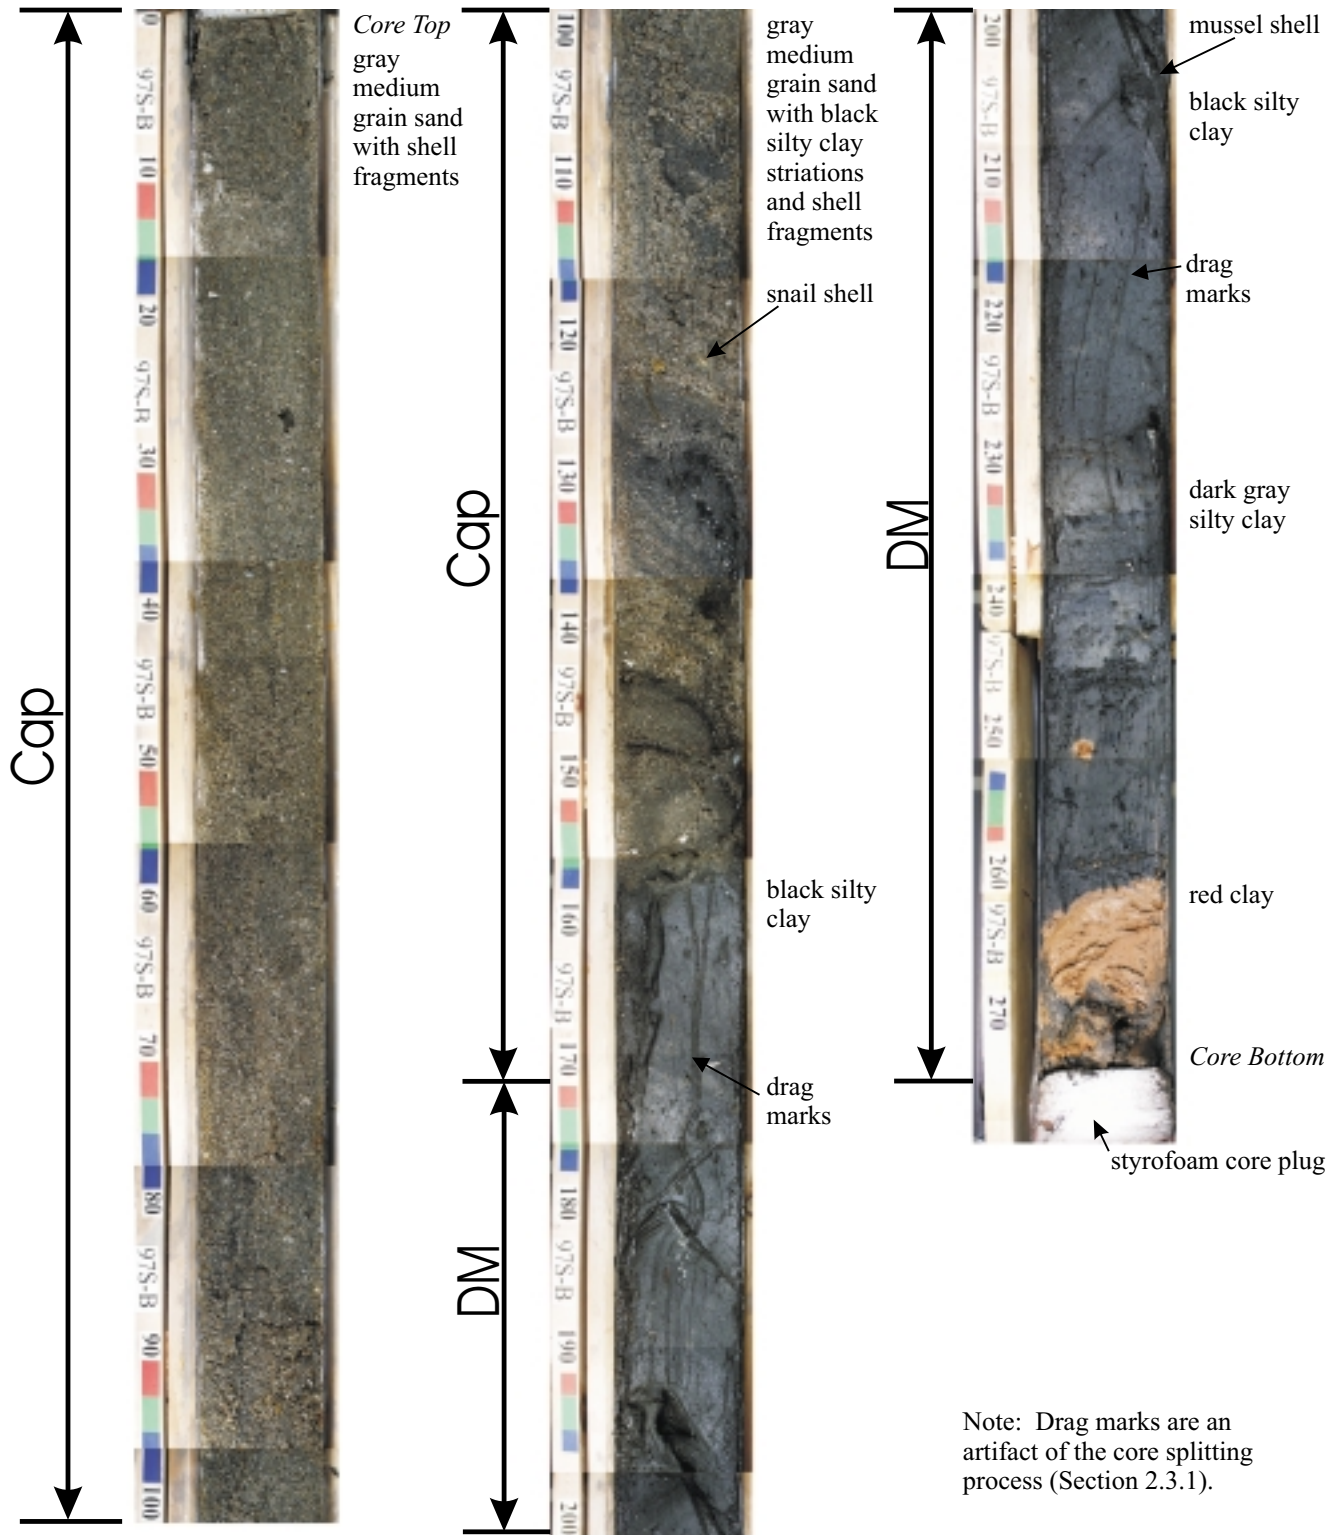 Core Top
gray
medium
grain sand
with shell
fragments
Cap
0
97S-B
10
20
97S-B
30
40
97S-B
50
60
97S-B
70
80
97S-B
90
100
gray
medium
grain sand
with black
silty clay
striations
and shell
fragments
snail shell
black silty
clay
drag
marks
Cap
DM
100
97S-B
110
120
97S-B
130
140
97S-B
150
160
97S-B
170
180
97S-B
190
200
mussel shell
black silty
clay
drag
marks
dark gray
silty clay
red clay
Core Bottom
styrofoam core plug
DM
200
97S-B
210
220
97S-B
230
240
97S-B
250
260
97S-B
270
Note: Drag marks are an
artifact of the core splitting
process (Section 2.3.1).